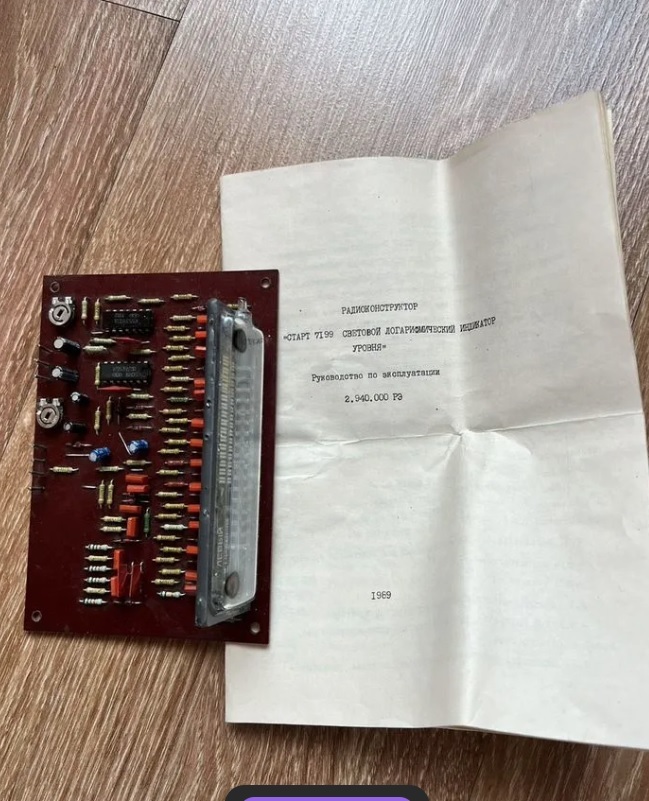 РАДИОКОНСТРУКТОР
"СТАРТ 7199 СВЕТОВОЙ ЛОГАРИФМИЧЕСКИЙ ИНДИКАТОР
УРОВНЯ"
Руководство по эксплуатации
2.940.000 РЭ
1989